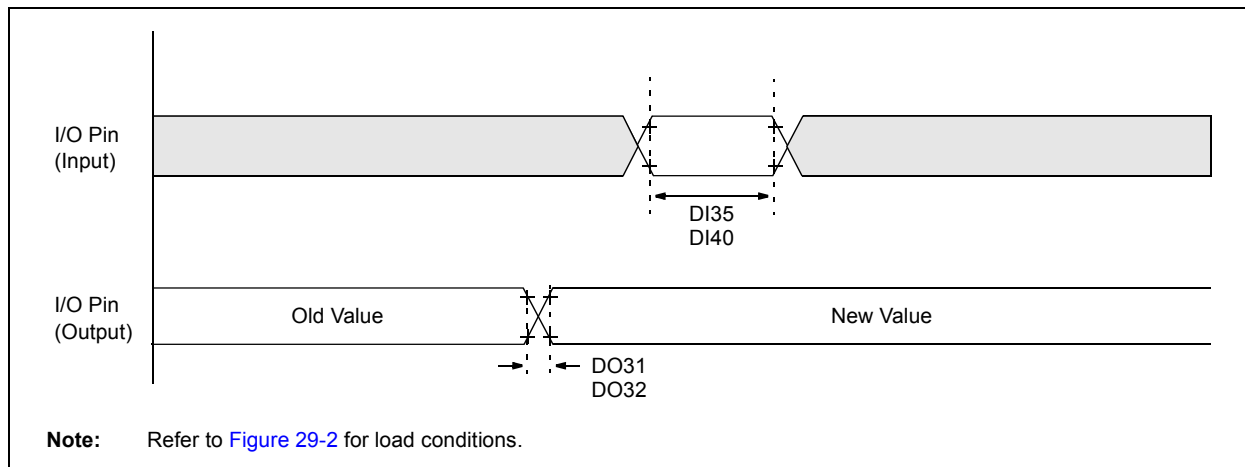 I/O Pin
(Input)
DI35
DI40
I/O Pin
(Output)
Old Value
New Value
DO31
DO32
Note: Refer to Figure 29-2 for load conditions.